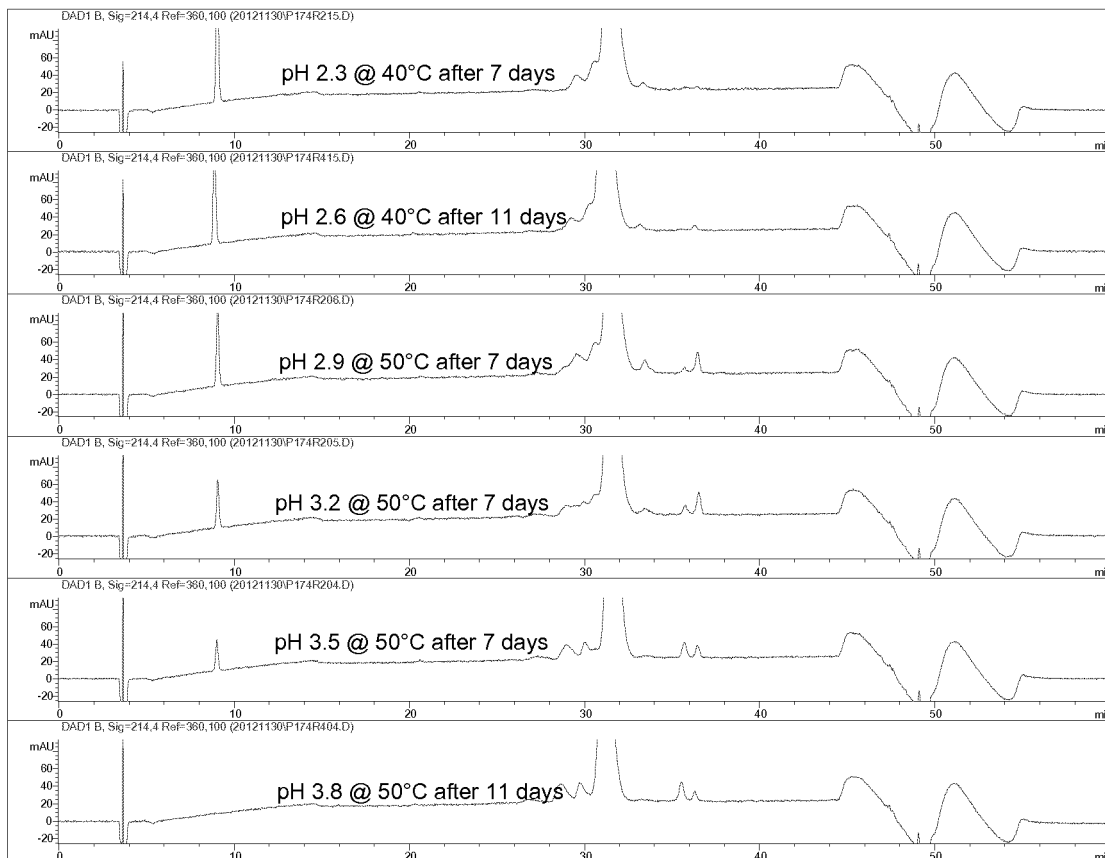 DAD1 B, Sig=214,4 Ref=360,100 (20121130\P174R215.D)
mAU
60
40
20
0
-20
pH 2.3 @ 40°C after 7 days
0 10 20 30 40 50 mi
DAD1 B, Sig=214,4 Ref=360,100 (20121130\P174R415.D)
mAU
60
40
20
0
-20
pH 2.6 @ 40°C after 11 days
0 10 20 30 40 50 mi
DAD1 B, Sig=214,4 Ref=360,100 (20121130\P174R206.D)
mAU
60
40
20
0
-20
pH 2.9 @ 50°C after 7 days
0 10 20 30 40 50 mi
DAD1 B, Sig=214,4 Ref=360,100 (20121130\P174R205.D)
mAU
60
40
20
0
-20
pH 3.2 @ 50°C after 7 days
0 10 20 30 40 50 mi
DAD1 B, Sig=214,4 Ref=360,100 (20121130\P174R204.D)
mAU
60
40
20
0
-20
pH 3.5 @ 50°C after 7 days
0 10 20 30 40 50 mi
DAD1 B, Sig=214,4 Ref=360,100 (20121130\P174R404.D)
mAU
60
40
20
0
-20
pH 3.8 @ 50°C after 11 days
0 10 20 30 40 50 mi